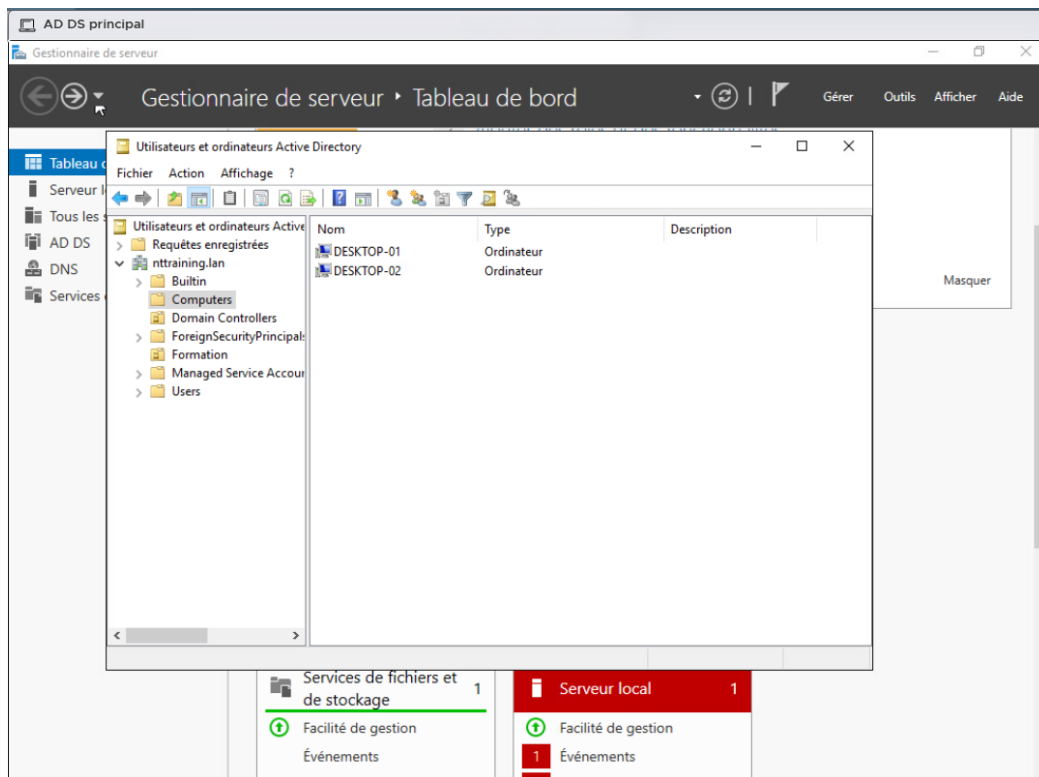 AD DS principal
Gestionnaire de serveur
Gestionnaire de serveur ‣ Tableau de bord
Gérer Outils Afficher Aide
Utilisateurs et ordinateurs Active Directory
Fichier Action Affichage ?
Tableau d
Serveur l
Tous les s
AD DS
DNS
Services
Utilisateurs et ordinateurs Active
Requêtes enregistrées
nttraining.lan
Builtin
Computers
Domain Controllers
ForeignSecurityPrincipal
Formation
Managed Service Accour
Users
Nom Type Description
DESKTOP-01 Ordinateur
DESKTOP-02 Ordinateur
Masquer
Services de fichiers et
de stockage
1
Facilité de gestion
Événements
Serveur local 1
Facilité de gestion
1 Événements